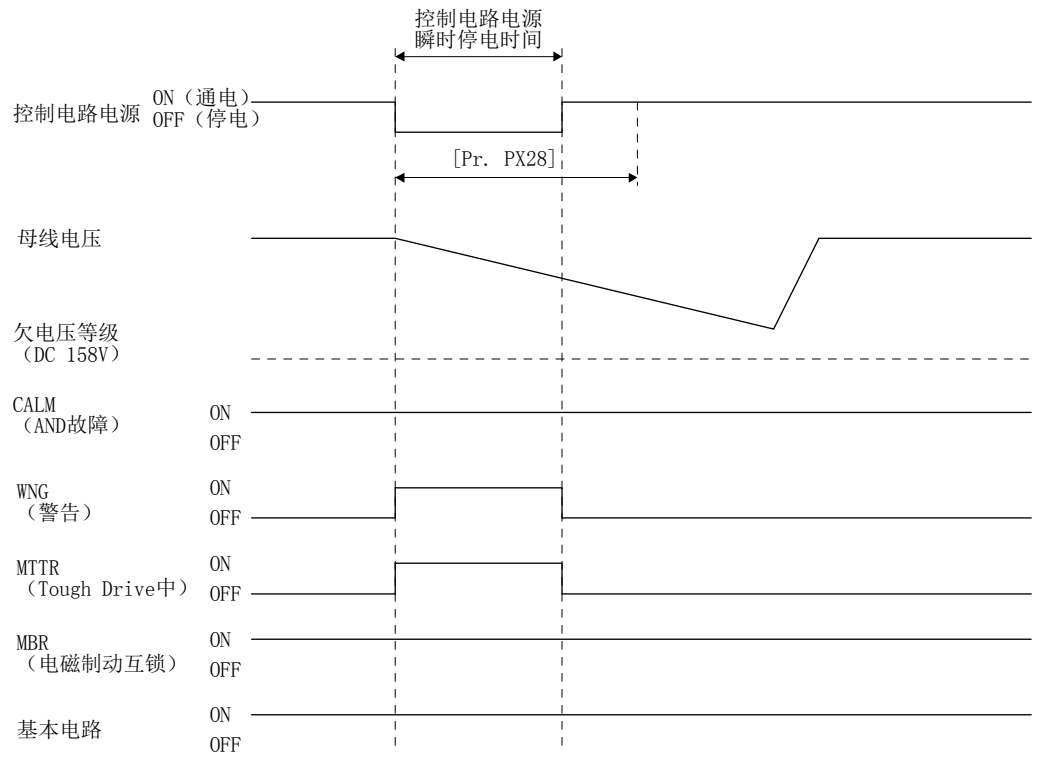 控制电路电源
瞬时停电时间
控制电路电源
ON（通电）
OFF（停电）
[Pr. PX28]
母线电压
欠电压等级
（DC 158V）
CALM
（AND故障）
ON
OFF
WNG
（警告）
ON
OFF
MTTR
（Tough Drive中）
ON
OFF
MBR
（电磁制动互锁）
ON
OFF
基本电路
ON
OFF